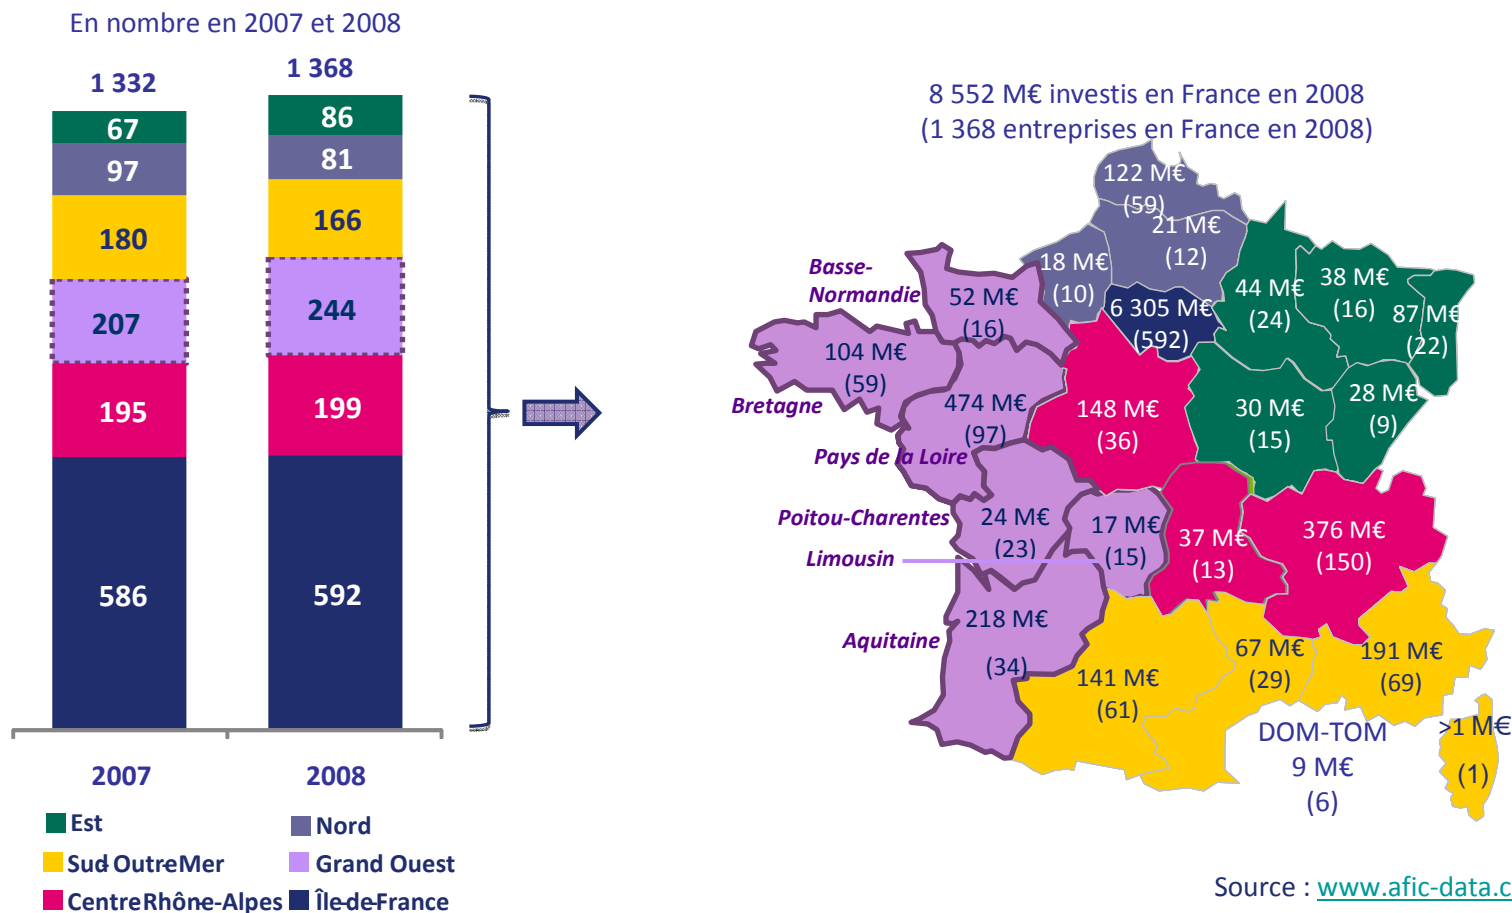 En nombre en 2007 et 2008
1 332
1 368
67
97
180
207
195
586
86
81
166
244
199
592
2007
2008
Est
Nord
Sud-OutreMer
Grand Ouest
CentreRhône-Alpes
Île-de-France
8 552 M€ investis en France en 2008
(1 368 entreprises en France en 2008)
122 M€
(59)
21 M€
(12)
18 M€
(10)
Basse-
Normandie
52 M€
(16)
6 305 M€
(592)
44 M€
(24)
38 M€
(16)
87 M€
(22)
104 M€
(59)
Bretagne
474 M€
(97)
Pays de la Loire
148 M€
(36)
30 M€
(15)
28 M€
(9)
Poitou-Charentes
24 M€
(23)
Limousin
17 M€
(15)
37 M€
(13)
376 M€
(150)
Aquitaine
218 M€
(34)
141 M€
(61)
67 M€
(29)
191 M€
(69)
DOM-TOM
9 M€
(6)
>1 M€
(1)
Source : www.afic-data.c